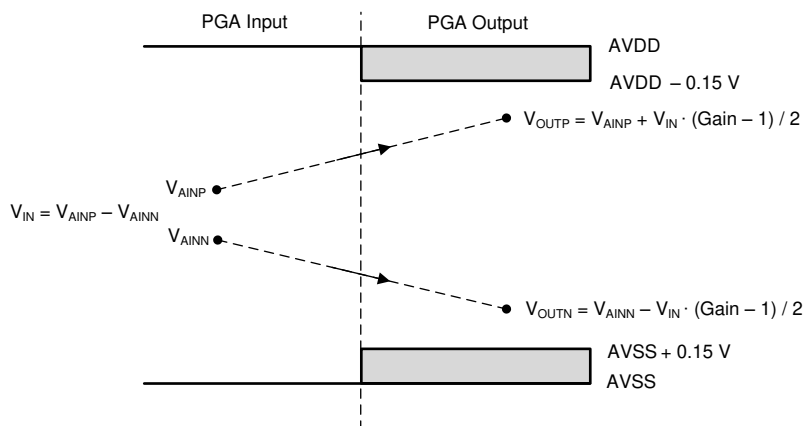 PGA Input
PGA Output
AVDD
AVDD – 0.15 V
V_OUTP = V_AINP + V_IN · (Gain – 1) / 2
V_AINP
V_IN = V_AINP – V_AINN
V_AINN
V_OUTN = V_AINN – V_IN · (Gain – 1) / 2
AVSS + 0.15 V
AVSS